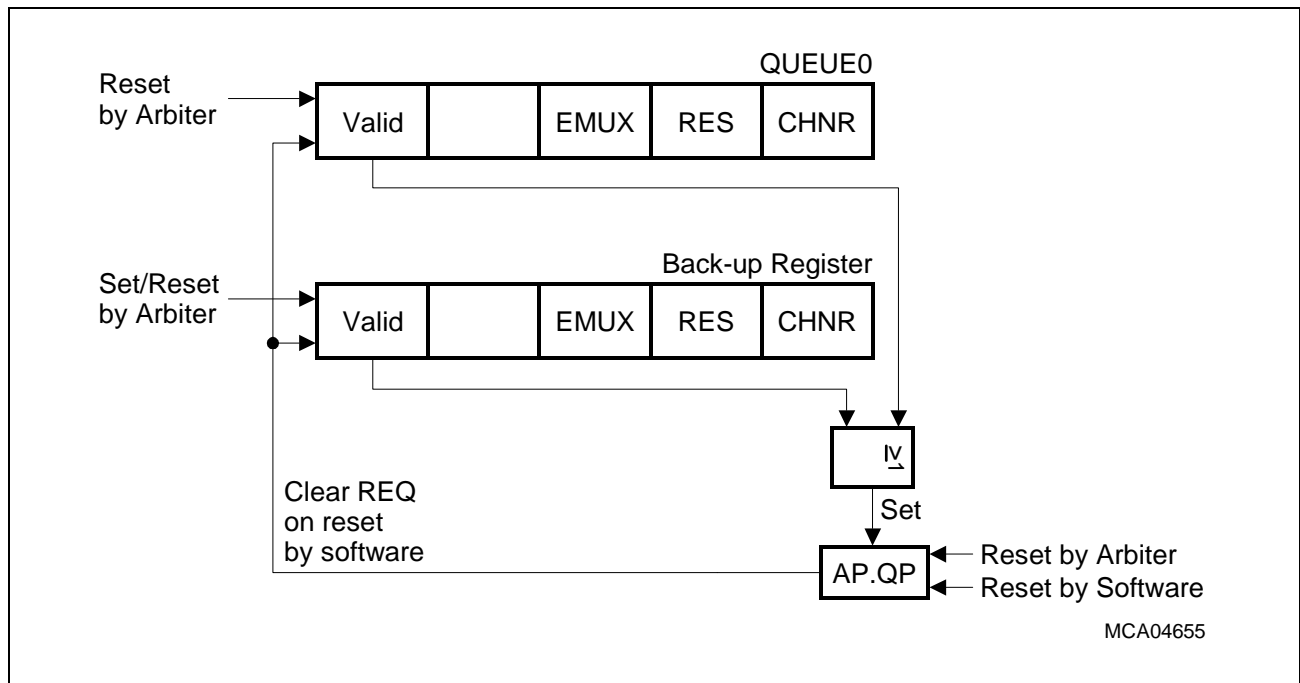 QUEUE0
Reset
by Arbiter
Valid
EMUX
RES
CHNR
Back-up Register
Set/Reset
by Arbiter
Valid
EMUX
RES
CHNR
≥1
Clear REQ
on reset
by software
Set
AP.QP
Reset by Arbiter
Reset by Software
MCA04655